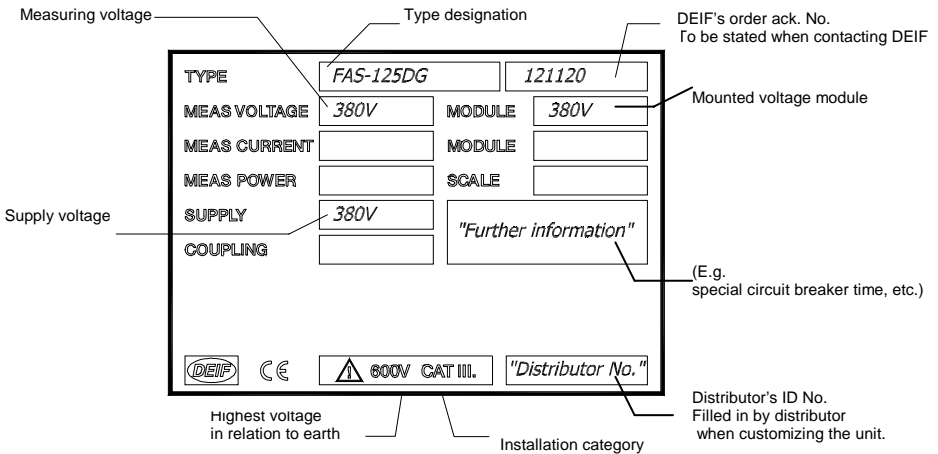 Measuring voltage
Type designation
DEIF's order ack. No.
To be stated when contacting DEIF
TYPE FAS-125DG 121120
MEAS VOLTAGE 380V MODULE 380V
Mounted voltage module
MEAS CURRENT MODULE
MEAS POWER SCALE
Supply voltage
SUPPLY 380V "Further information"
COUPLING
(E.g.
special circuit breaker time, etc.)
DEIF CE 600V CAT III. "Distributor No."
Distributor's ID No.
Filled in by distributor
when customizing the unit.
Highest voltage
in relation to earth
Installation category